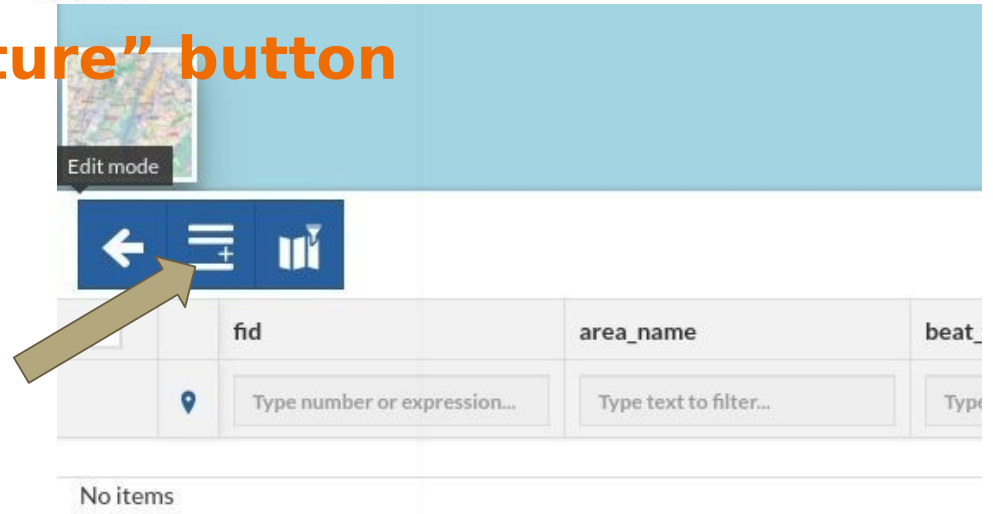 ture” button
Edit mode
fid area_name beat_
Type number or expression... Type text to filter... Type
No items